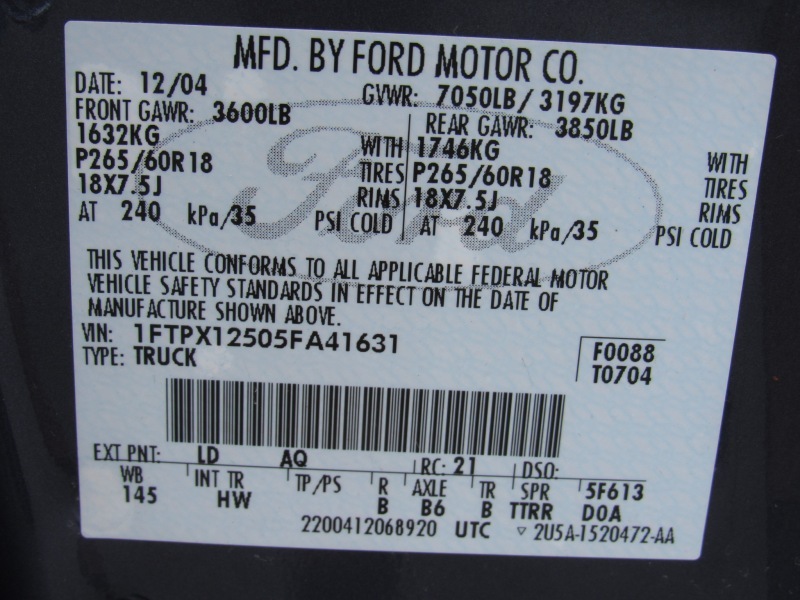 MFD. BY FORD MOTOR CO.
DATE: 12/04 GVWR: 7050LB/ 3197KG
FRONT GAWR: 3600LB REAR GAWR: 3850LB
1632KG WITH 1746KG WITH
P265/60R18 TIRES P265/60R18 TIRES
18X7.5J RIMS 18X7.5J RIMS
AT 240 kPa/35 PSI COLD AT 240 kPa/35 PSI COLD
Ford
THIS VEHICLE CONFORMS TO ALL APPLICABLE FEDERAL MOTOR
VEHICLE SAFETY STANDARDS IN EFFECT ON THE DATE OF
MANUFACTURE SHOWN ABOVE.
VIN: 1FTPX12505FA41631
TYPE: TRUCK
F0088
T0704
EXT PNT: LD AQ RC: 21 DSO:
WB INT TR TP/PS R AXLE TR SPR 5F613
145 HW B B6 B TTRR D0A
2200412068920 UTC ▿ 2U5A-1520472-AA